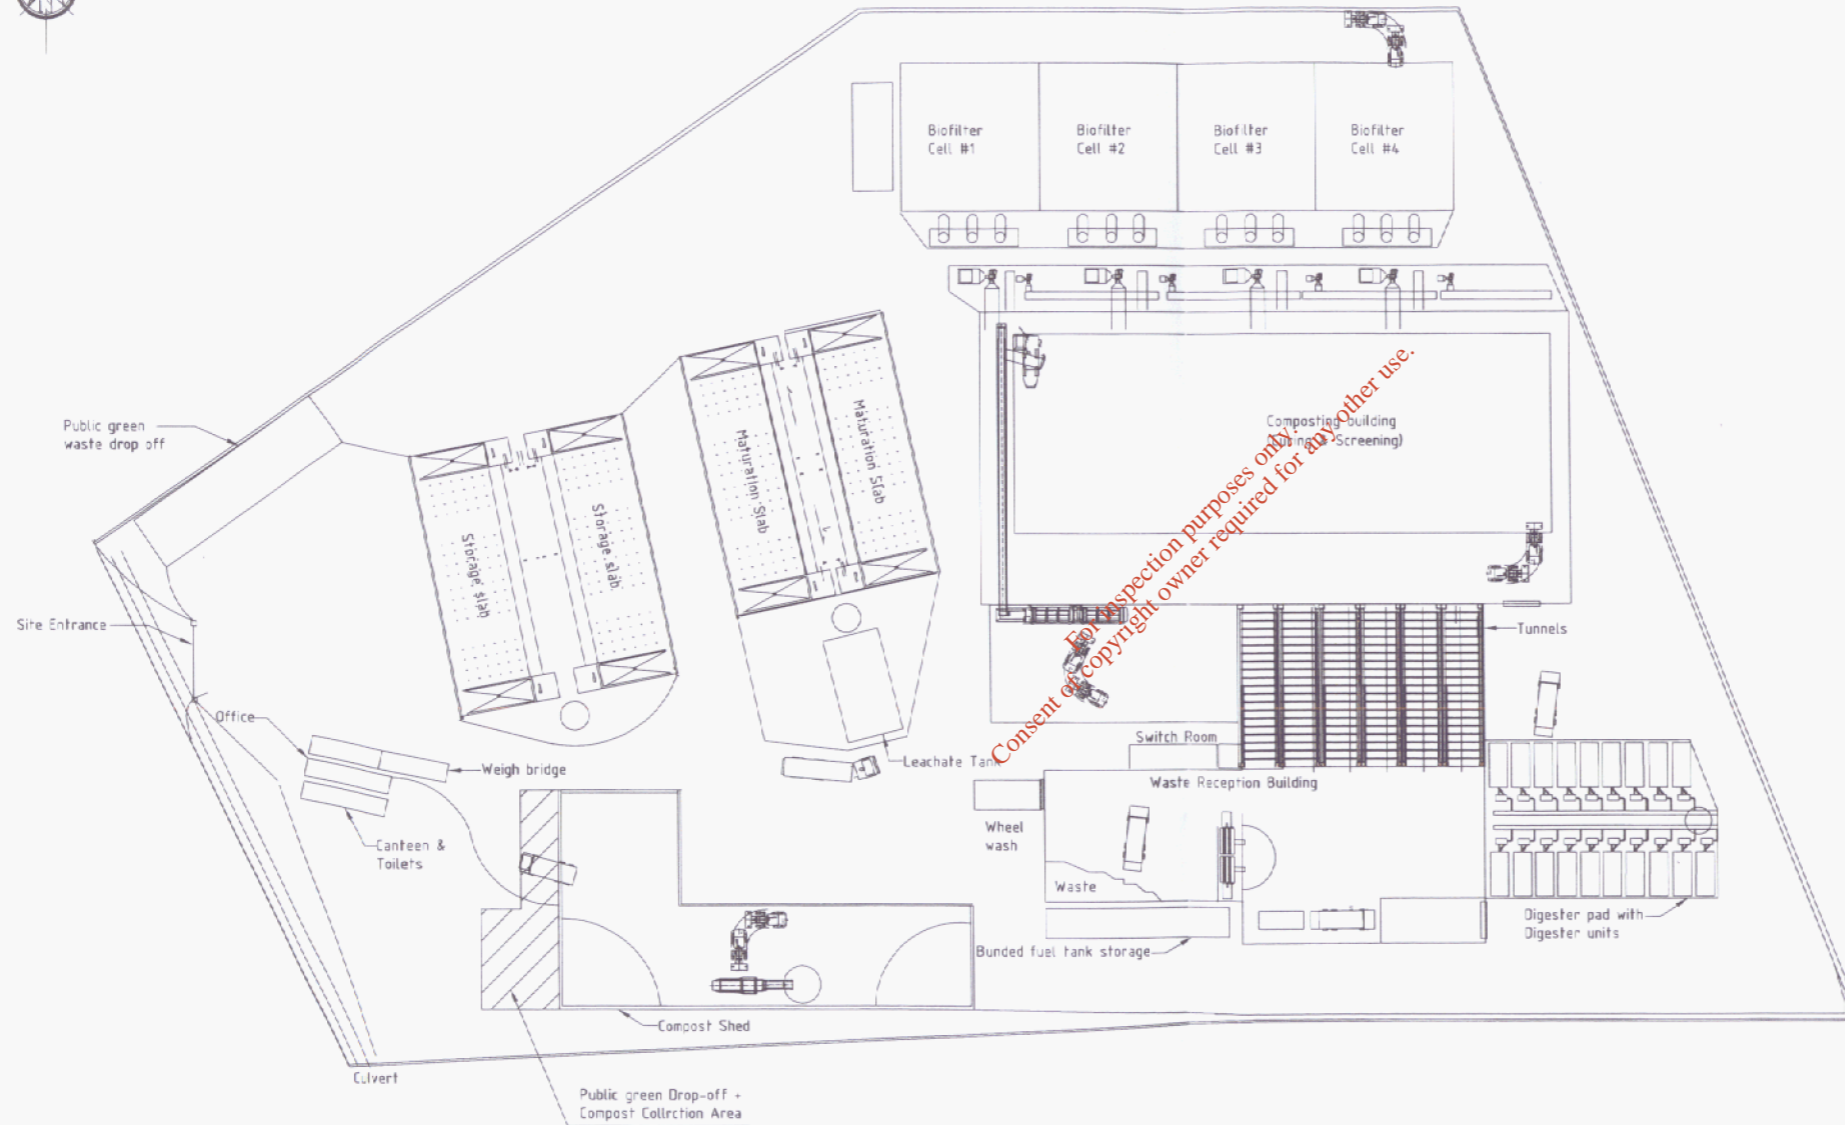 Biofilter
Cell #1
Biofilter
Cell #2
Biofilter
Cell #3
Biofilter
Cell #4
Public green
waste drop off
Maturation Slab
Maturation Slab
Storage slab
Storage slab
Composting building
& Screening)
For inspection purposes only.
Consent of copyright owner required for any other use.
Site Entrance
Tunnels
Office
Weigh bridge
Leachate Tank
Switch Room
Waste Reception Building
Wheel
wash
Canteen &
Toilets
Waste
Digester pad with
Digester units
Bunded fuel tank storage
Compost Shed
Culvert
Public green Drop-off +
Compost Collrction Area